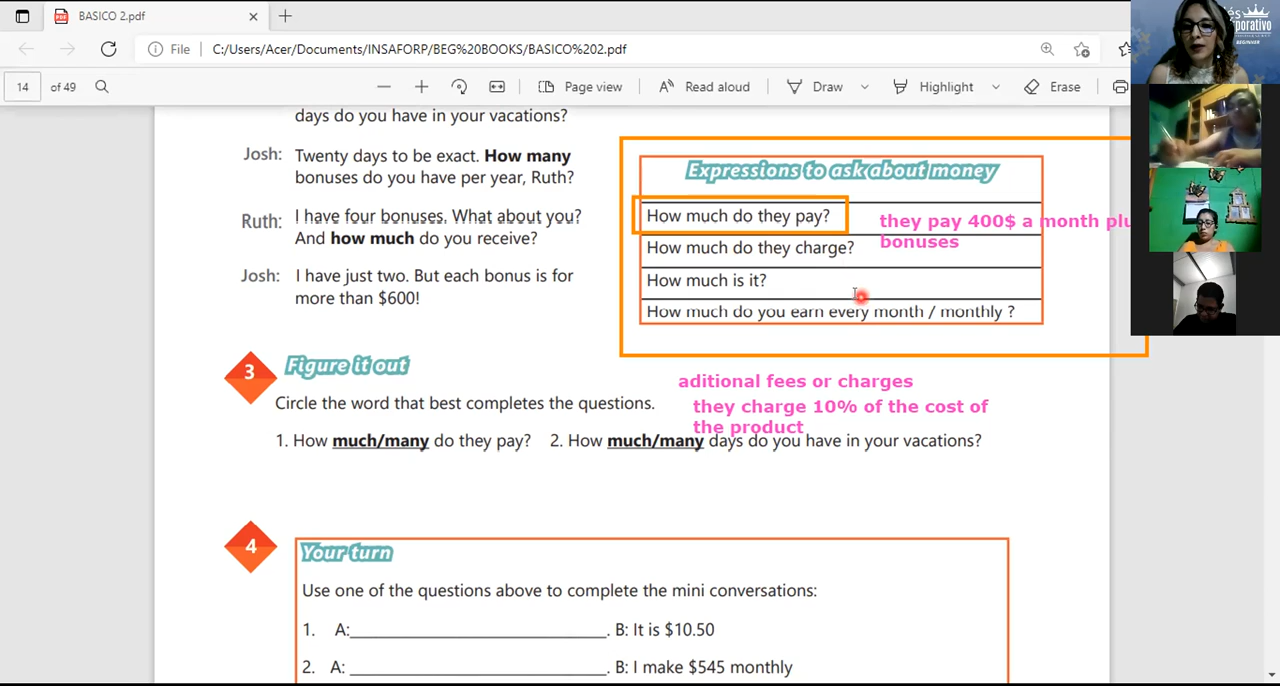 BASICO 2.pdf
File C:/Users/Acer/Documents/INSAFORP/BEG%20BOOKS/BASICO%202.pdf
14 of 49 Page view Read aloud Draw Highlight Erase
days do you have in your vacations?
Josh: Twenty days to be exact. How many
bonuses do you have per year, Ruth?
Ruth: I have four bonuses. What about you?
And how much do you receive?
Josh: I have just two. But each bonus is for
more than $600!
Expressions to ask about money
How much do they pay?
they pay 400$ a month plu
bonuses
How much do they charge?
How much is it?
How much do you earn every month / monthly ?
aditional fees or charges
they charge 10% of the cost of
the product
3 Figure it out
Circle the word that best completes the questions.
1. How much/many do they pay? 2. How much/many days do you have in your vacations?
4 Your turn
Use one of the questions above to complete the mini conversations:
1. A:______________________________. B: It is $10.50
2. A: ______________________________. B: I make $545 monthly
BEGINNER